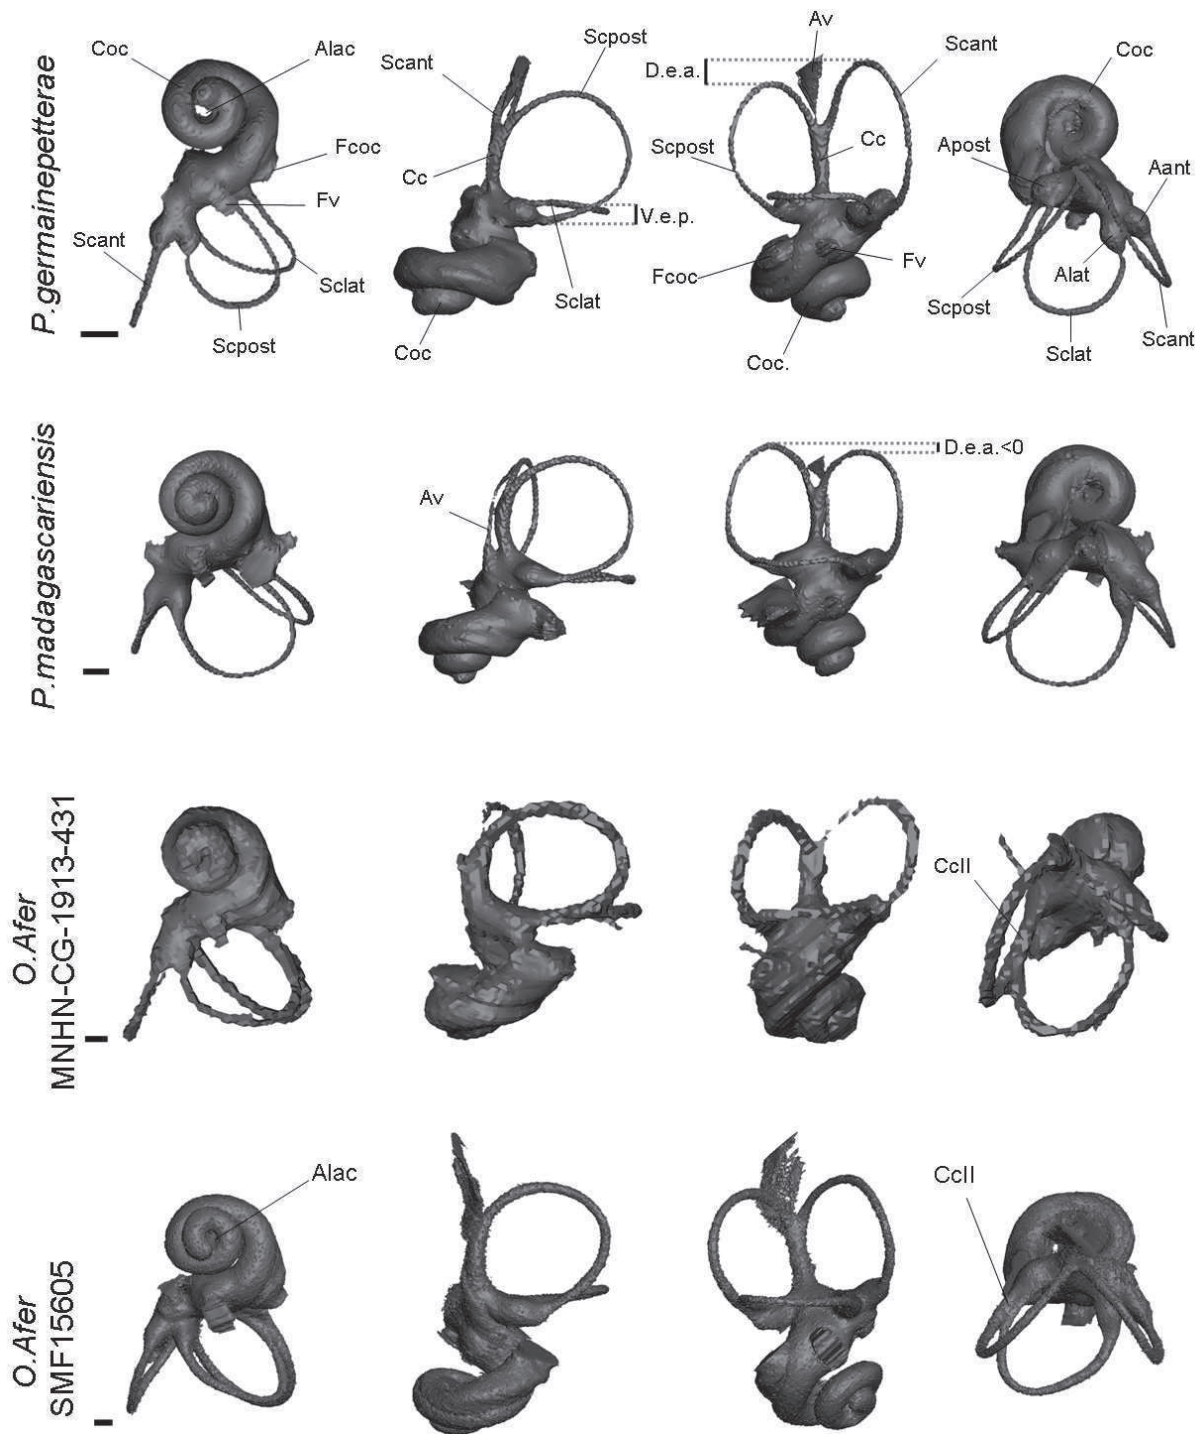 P.germainepetterae
Coc
Alac
Fcoc
Fv
Scant
Sclat
Scpost
Scant
Scpost
Cc
V.e.p.
Sclat
Coc
Av
D.e.a.
Scant
Scpost
Cc
Fcoc
Fv
Coc.
Coc
Apost
Aant
Alat
Scpost
Scant
Sclat
P.madagascariensis
Av
D.e.a.<0
O.Afer
MNHN-CG-1913-431
CcII
O.Afer
SMF15605
Alac
CcII